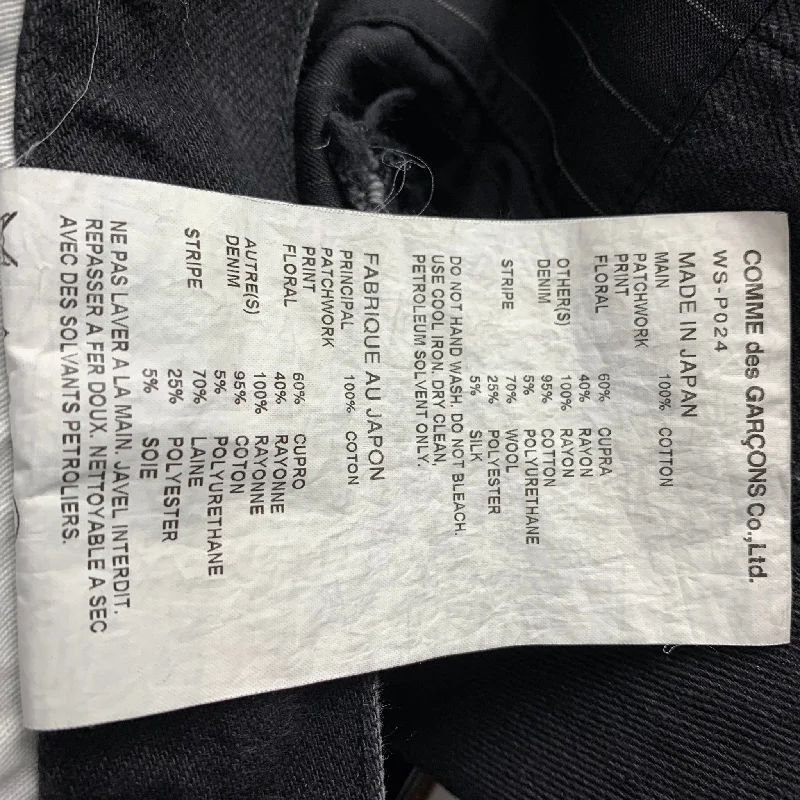 COMME des GARÇONS Co.,Ltd.
WS-P024
MADE IN JAPAN
MAIN 100% COTTON
PATCHWORK
PRINT
FLORAL 60% CUPRA
40% RAYON
OTHER(S) 100% RAYON
DENIM 95% COTTON
5% POLYURETHANE
STRIPE 70% WOOL
25% POLYESTER
5% SILK
DO NOT HAND WASH. DO NOT BLEACH.
USE COOL IRON. DRY CLEAN,
PETROLEUM SOLVENT ONLY.
FABRIQUE AU JAPON
PRINCIPAL 100% COTON
PATCHWORK
PRINT
FLORAL 60% CUPRO
40% RAYONNE
AUTRE(S) 100% RAYONNE
DENIM 95% COTON
5% POLYURETHANE
STRIPE 70% LAINE
25% POLYESTER
5% SOIE
NE PAS LAVER A LA MAIN. JAVEL INTERDIT.
REPASSER A FER DOUX. NETTOYABLE A SEC
AVEC DES SOLVANTS PETROLIERS.